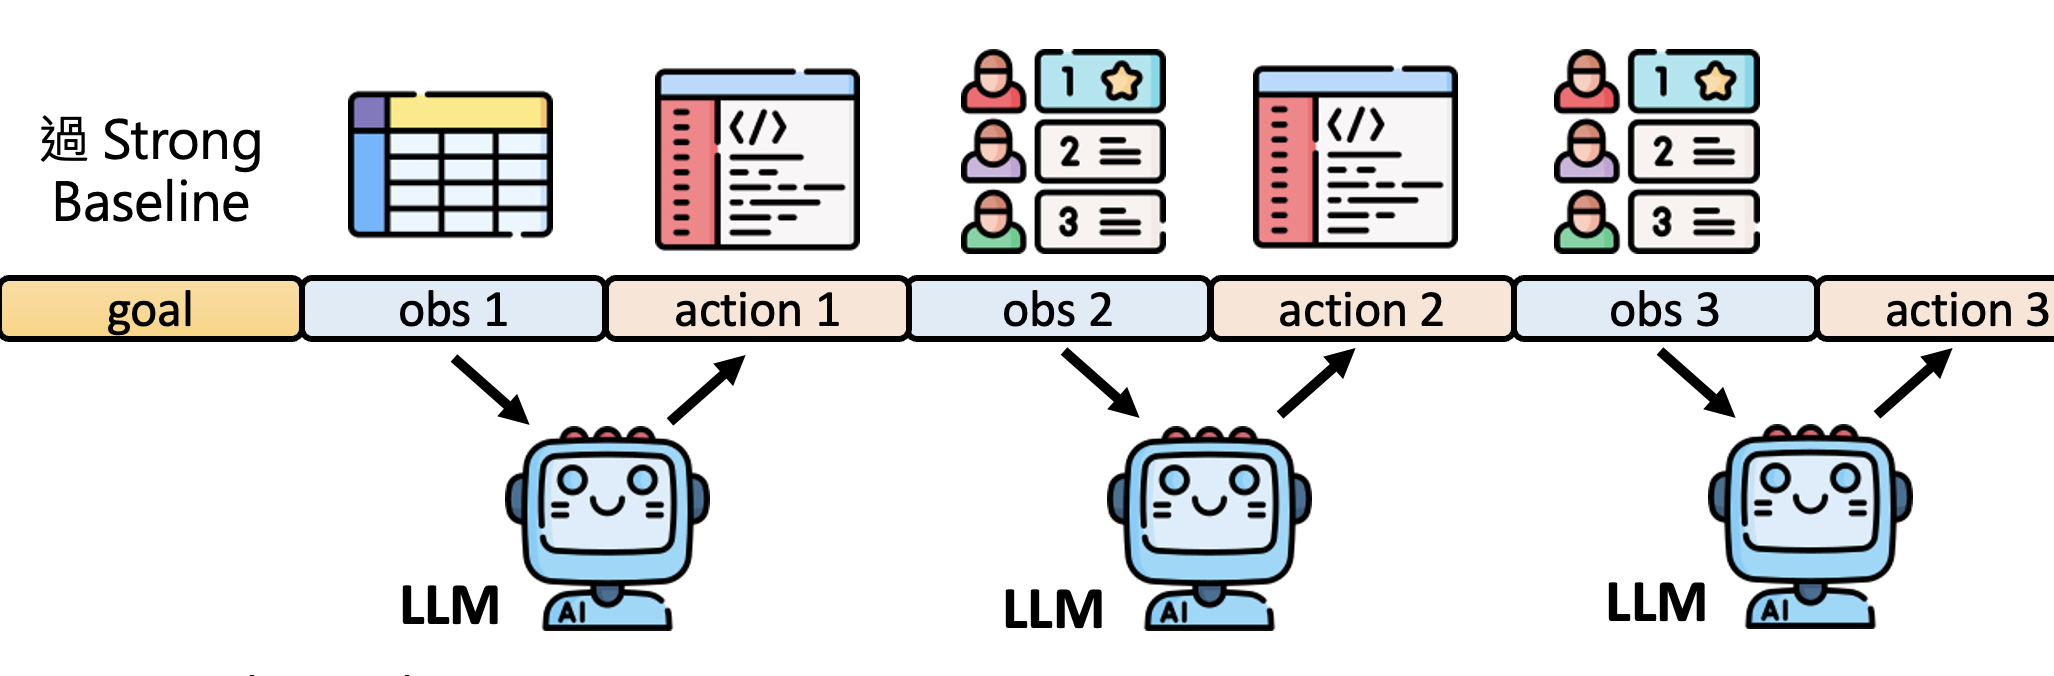 過 Strong
Baseline
</>
1
2
3
</>
1
2
3
goal
obs 1
action 1
obs 2
action 2
obs 3
action 3
LLM
AI
LLM
AI
LLM
AI